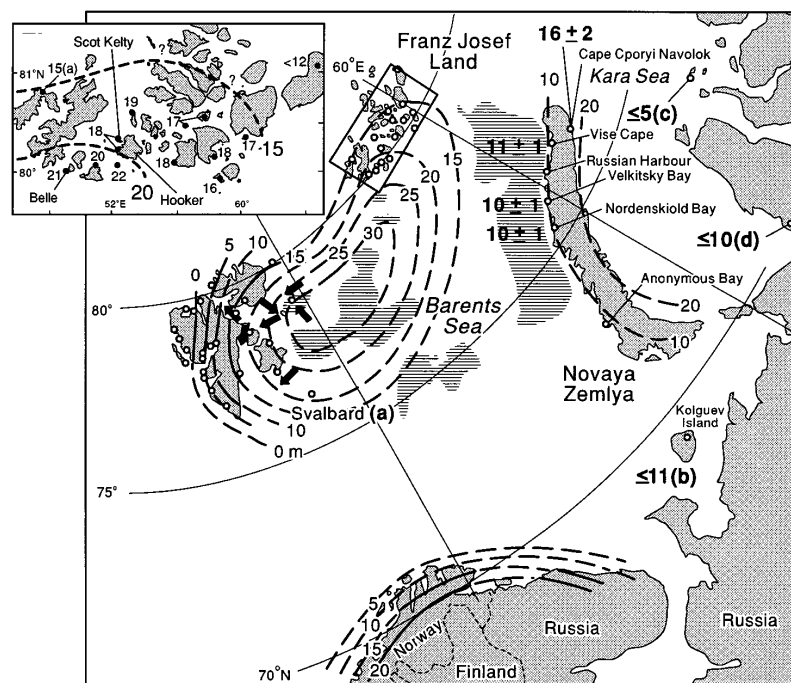 Scot Kelty
81°N
15(a)
?
?
<12
19
17
18
15
17
18
18
80°
20
21
20
22
16
Belle
52°E
Hooker
60°
Franz Josef
Land
60°E
16 ± 2
Cape Cporyi Navolok
Kara Sea
10
20
≤5(c)
15
Vise Cape
11 ± 1
Russian Harbour
Velkitsky Bay
20
25
10 ± 1
Nordenskiold Bay
10 ± 1
30
≤10(d)
0
5
10
15
25
Anonymous Bay
80°
Barents
Sea
20
10
Novaya
Zemlya
Svalbard (a)
15
10
0 m
Kolguev
Island
≤11(b)
75°
5
10
15
20
Norway
Russia
Russia
70°N
Finland